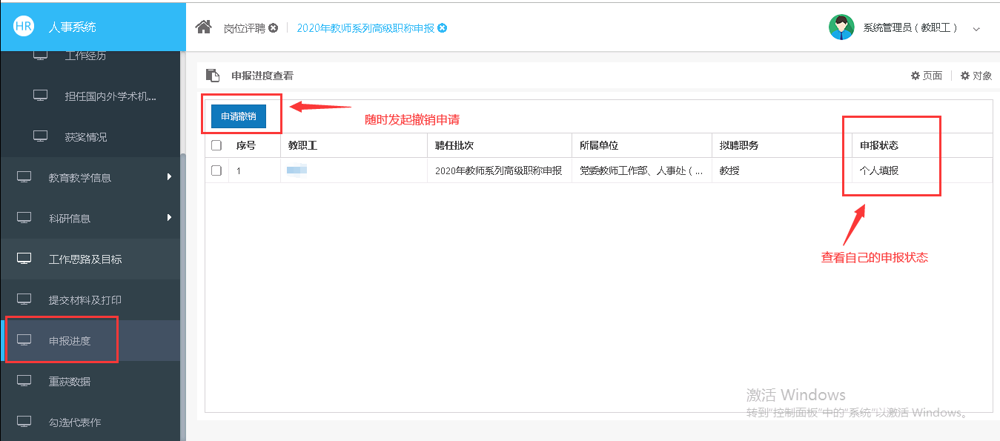 HR 人事系统
岗位评聘 2020年教师系列高级职称申报
系统管理员（教职工）
工作经历
担任国内外学术机...
获奖情况
教育教学信息
科研信息
工作思路及目标
提交材料及打印
申报进度
重获数据
勾选代表作
申报进度查看
页面 对象
申请撤销
随时发起撤销申请
序号 教职工 聘任批次 所属单位 拟聘职务 申报状态
1 2020年教师系列高级职称申报 党委教师工作部、人事处（... 教授 个人填报
查看自己的申报状态
激活 Windows
转到"控制面板"中的"系统"以激活 Windows。